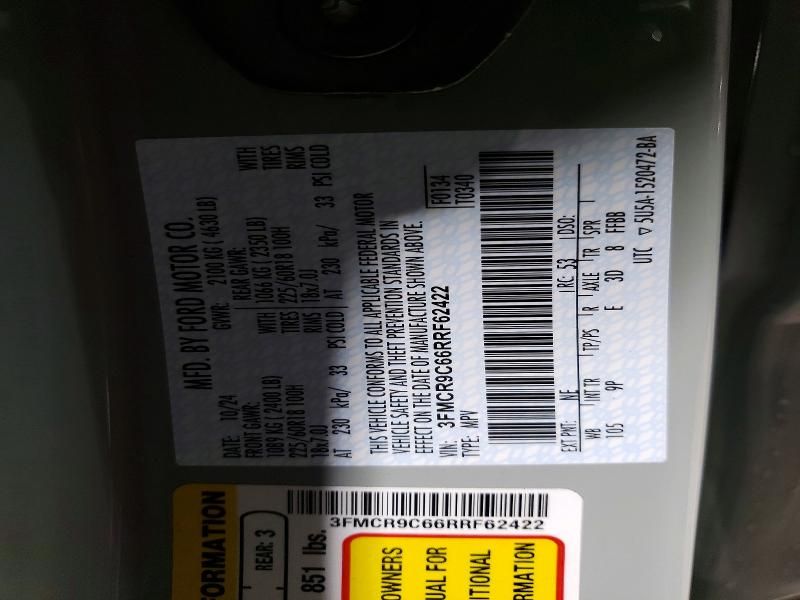 MFD. BY FORD MOTOR CO.
DATE: 10/24 GVWR: 2100 KG ( 4630 LB)
FRONT GAWR: REAR GAWR: WITH
1089 KG ( 2400 LB) WITH 1066 KG ( 2350 LB) TIRES
225/60R18 100H TIRES 225/60R18 100H RIMS
18x7.0J RIMS 18x7.0J
AT 230 kPa/ 33 PSI COLD AT 230 kPa/ 33 PSI COLD
THIS VEHICLE CONFORMS TO ALL APPLICABLE FEDERAL MOTOR
VEHICLE SAFETY AND THEFT PREVENTION STANDARDS IN
EFFECT ON THE DATE OF MANUFACTURE SHOWN ABOVE.
VIN: 3FMCR9C66RRF62422 F0134
TYPE: MPV T0340
EXT PNT: NE RC: 53 DSO:
WB INT TR TP/PS R AXLE TR SPR
105 9P E 3D 8 FFBB
UTC ▽ 5U5A-1520472-BA
3FMCR9C66RRF62422
FORMATION
REAR: 3
851 lbs.
OWNERS
UAL FOR
ITIONAL
RMATION